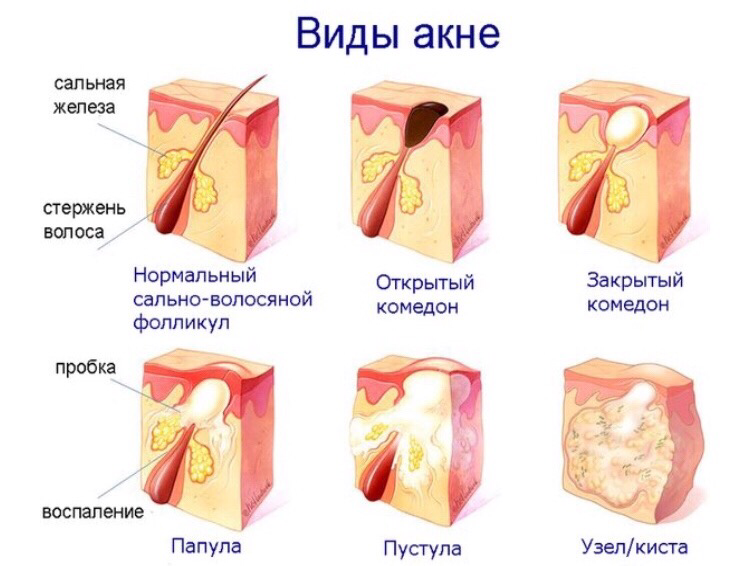 Виды акне
сальная
железа
стержень
волоса
Нормальный
сально-волосяной
фолликул
Открытый
комедон
Закрытый
комедон
пробка
воспаление
Папула
Пустула
Узел/киста